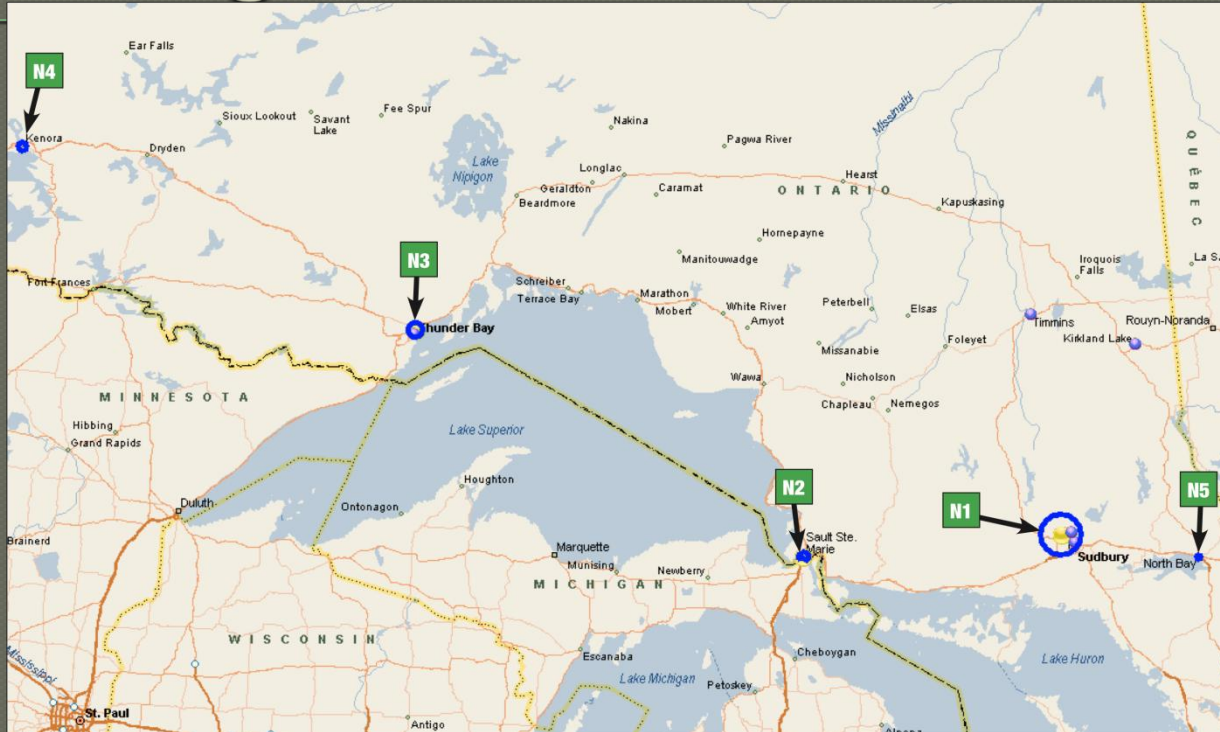 Ear Falls
N4
Sioux Lookout
Savant
Lake
Fee Spur
Nakina
Missinaibi
Kenora
Dryden
Pagwa River
QUÉBEC
Lake
Nipigon
Longlac
Geraldton
Beardmore
Caramat
Hearst
ONTARIO
Kapuskasing
Hornepayne
Manitouwadge
N3
Iroquois
Falls
La S
Fort Frances
Schreiber
Terrace Bay
Marathon
Mobert
White River
Amyot
Peterbell
Elsas
Timmins
Rouyn-Noranda
Kirkland Lake
Thunder Bay
Foleyet
Missanabie
Wawa
Nicholson
Chapleau
Nemegos
MINNESOTA
Hibbing
Grand Rapids
Lake Superior
Houghton
Ontonagon
Duluth
N2
N1
N5
Brainerd
Sault Ste.
Marie
Sudbury
North Bay
Marquette
Munising
Newberry
MICHIGAN
WISCONSIN
Mississippi
Escanaba
Lake Michigan
Petoskey
Cheboygan
Lake Huron
St. Paul
Antigo